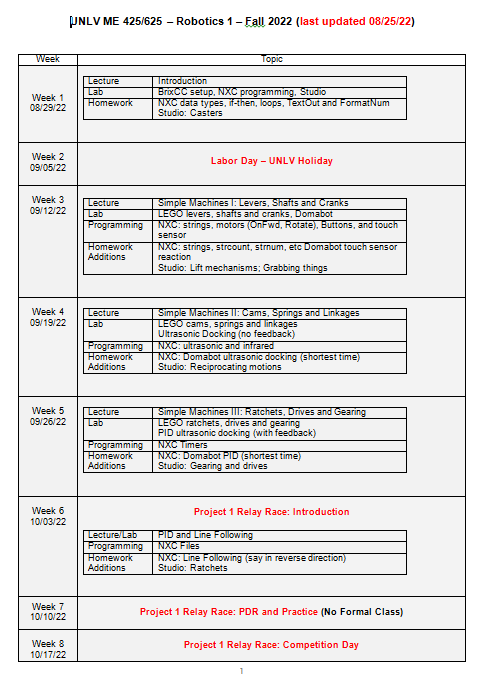 UNLV ME 425/625 – Robotics 1 – Fall 2022 (last updated 08/25/22)
Week Topic
Week 1
08/29/22
Lecture Introduction
Lab BrixCC setup, NXC programming, Studio
Homework NXC data types, if-then, loops, TextOut and FormatNum
Studio: Casters
Week 2
09/05/22
Labor Day – UNLV Holiday
Week 3
09/12/22
Lecture Simple Machines I: Levers, Shafts and Cranks
Lab LEGO levers, shafts and cranks, Domabot
Programming NXC: strings, motors (OnFwd, Rotate), Buttons, and touch
sensor
Homework NXC: strings, strcount, strnum, etc Domabot touch sensor
Additions reaction
Studio: Lift mechanisms; Grabbing things
Week 4
09/19/22
Lecture Simple Machines II: Cams, Springs and Linkages
Lab LEGO cams, springs and linkages
Ultrasonic Docking (no feedback)
Programming NXC: ultrasonic and infrared
Homework NXC: Domabot ultrasonic docking (shortest time)
Additions Studio: Reciprocating motions
Week 5
09/26/22
Lecture Simple Machines III: Ratchets, Drives and Gearing
Lab LEGO ratchets, drives and gearing
PID ultrasonic docking (with feedback)
Programming NXC Timers
Homework NXC: Domabot PID (shortest time)
Additions Studio: Gearing and drives
Week 6
10/03/22
Project 1 Relay Race: Introduction
Lecture/Lab PID and Line Following
Programming NXC Files
Homework NXC: Line Following (say in reverse direction)
Additions Studio: Ratchets
Week 7
10/10/22
Project 1 Relay Race: PDR and Practice (No Formal Class)
Week 8
10/17/22
Project 1 Relay Race: Competition Day
1